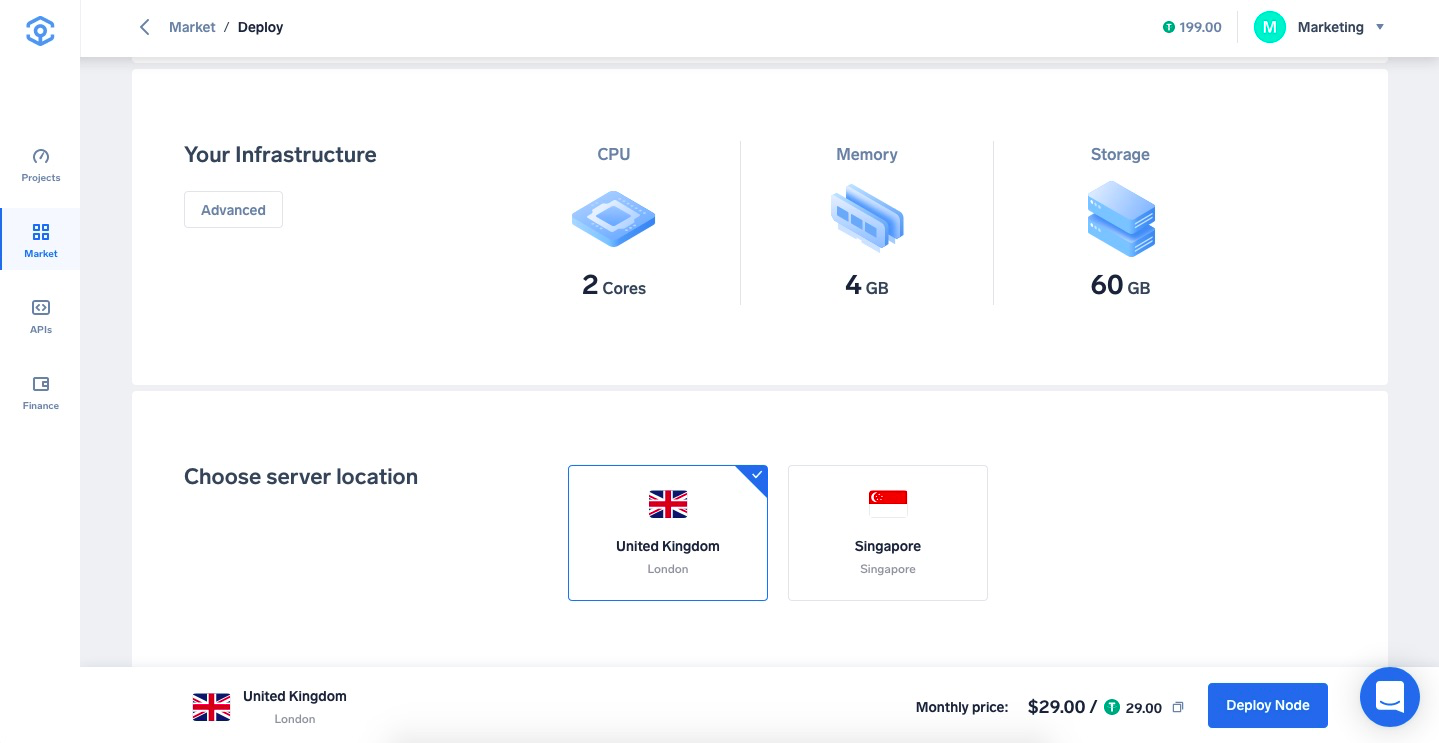 Market / Deploy
199.00
M Marketing
Projects
Market
APIs
Finance
Your Infrastructure
Advanced
CPU
2 Cores
Memory
4 GB
Storage
60 GB
Choose server location
United Kingdom
London
Singapore
Singapore
United Kingdom
London
Monthly price: $29.00 / 29.00
Deploy Node